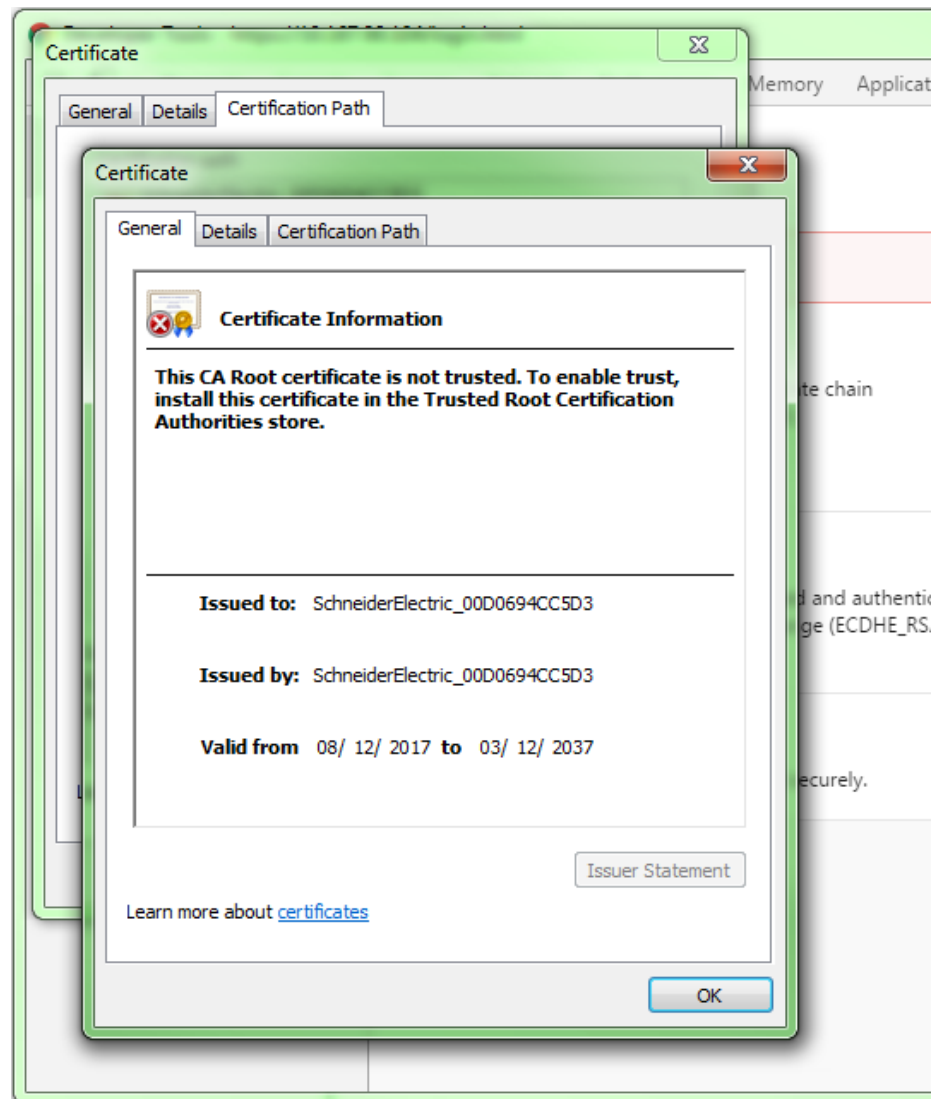 Certificate
General Details Certification Path
Memory Applicat
Certificate
General Details Certification Path
Certificate Information
This CA Root certificate is not trusted. To enable trust,
install this certificate in the Trusted Root Certification
Authorities store.
te chain
Issued to: SchneiderElectric_00D0694CC5D3
d and authentic
ge (ECDHE_RS
Issued by: SchneiderElectric_00D0694CC5D3
Valid from 08/ 12/ 2017 to 03/ 12/ 2037
ecurely.
Issuer Statement
Learn more about certificates
OK